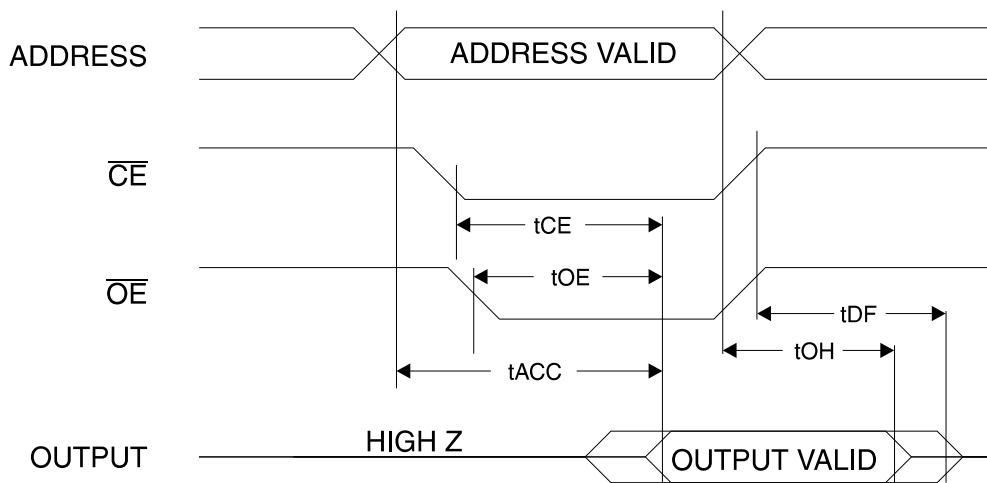 ADDRESS
ADDRESS VALID
CE
tCE
OE
tOE
tDF
tOH
tACC
OUTPUT
HIGH Z
OUTPUT VALID